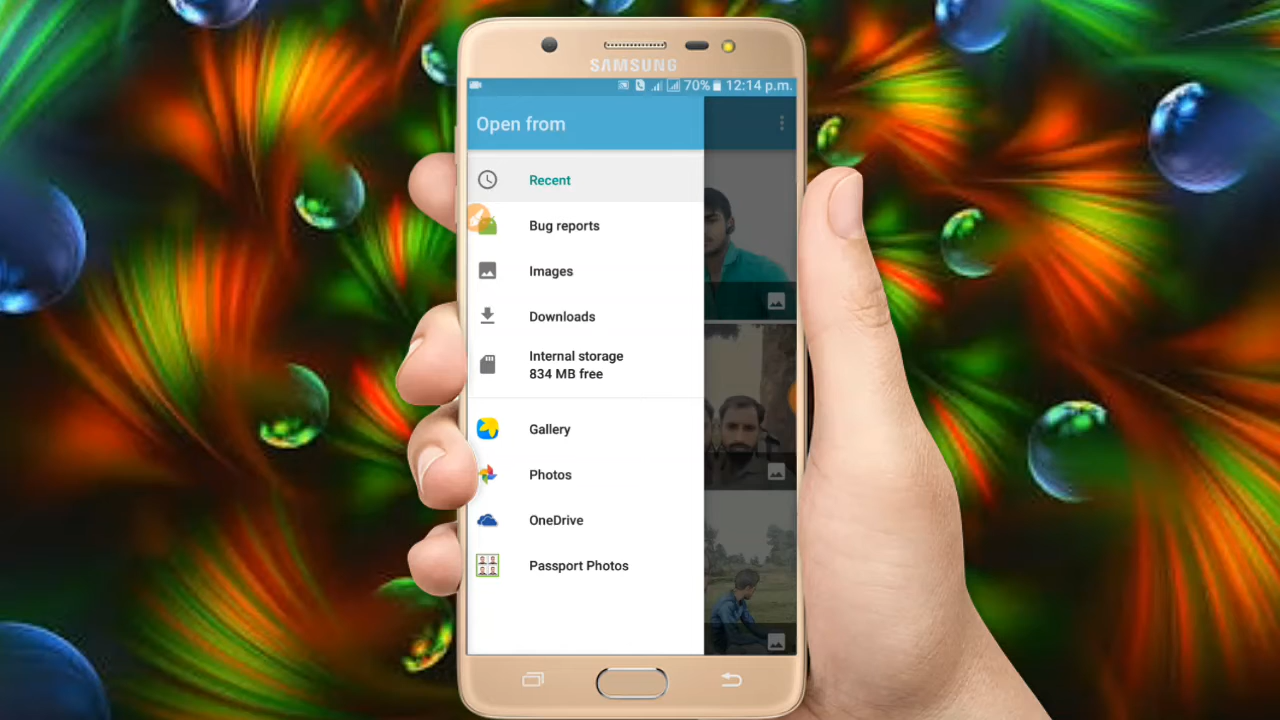 SAMSUNG
70% 12:14 p.m.
Open from
Recent
Bug reports
Images
Downloads
Internal storage
834 MB free
Gallery
Photos
OneDrive
Passport Photos